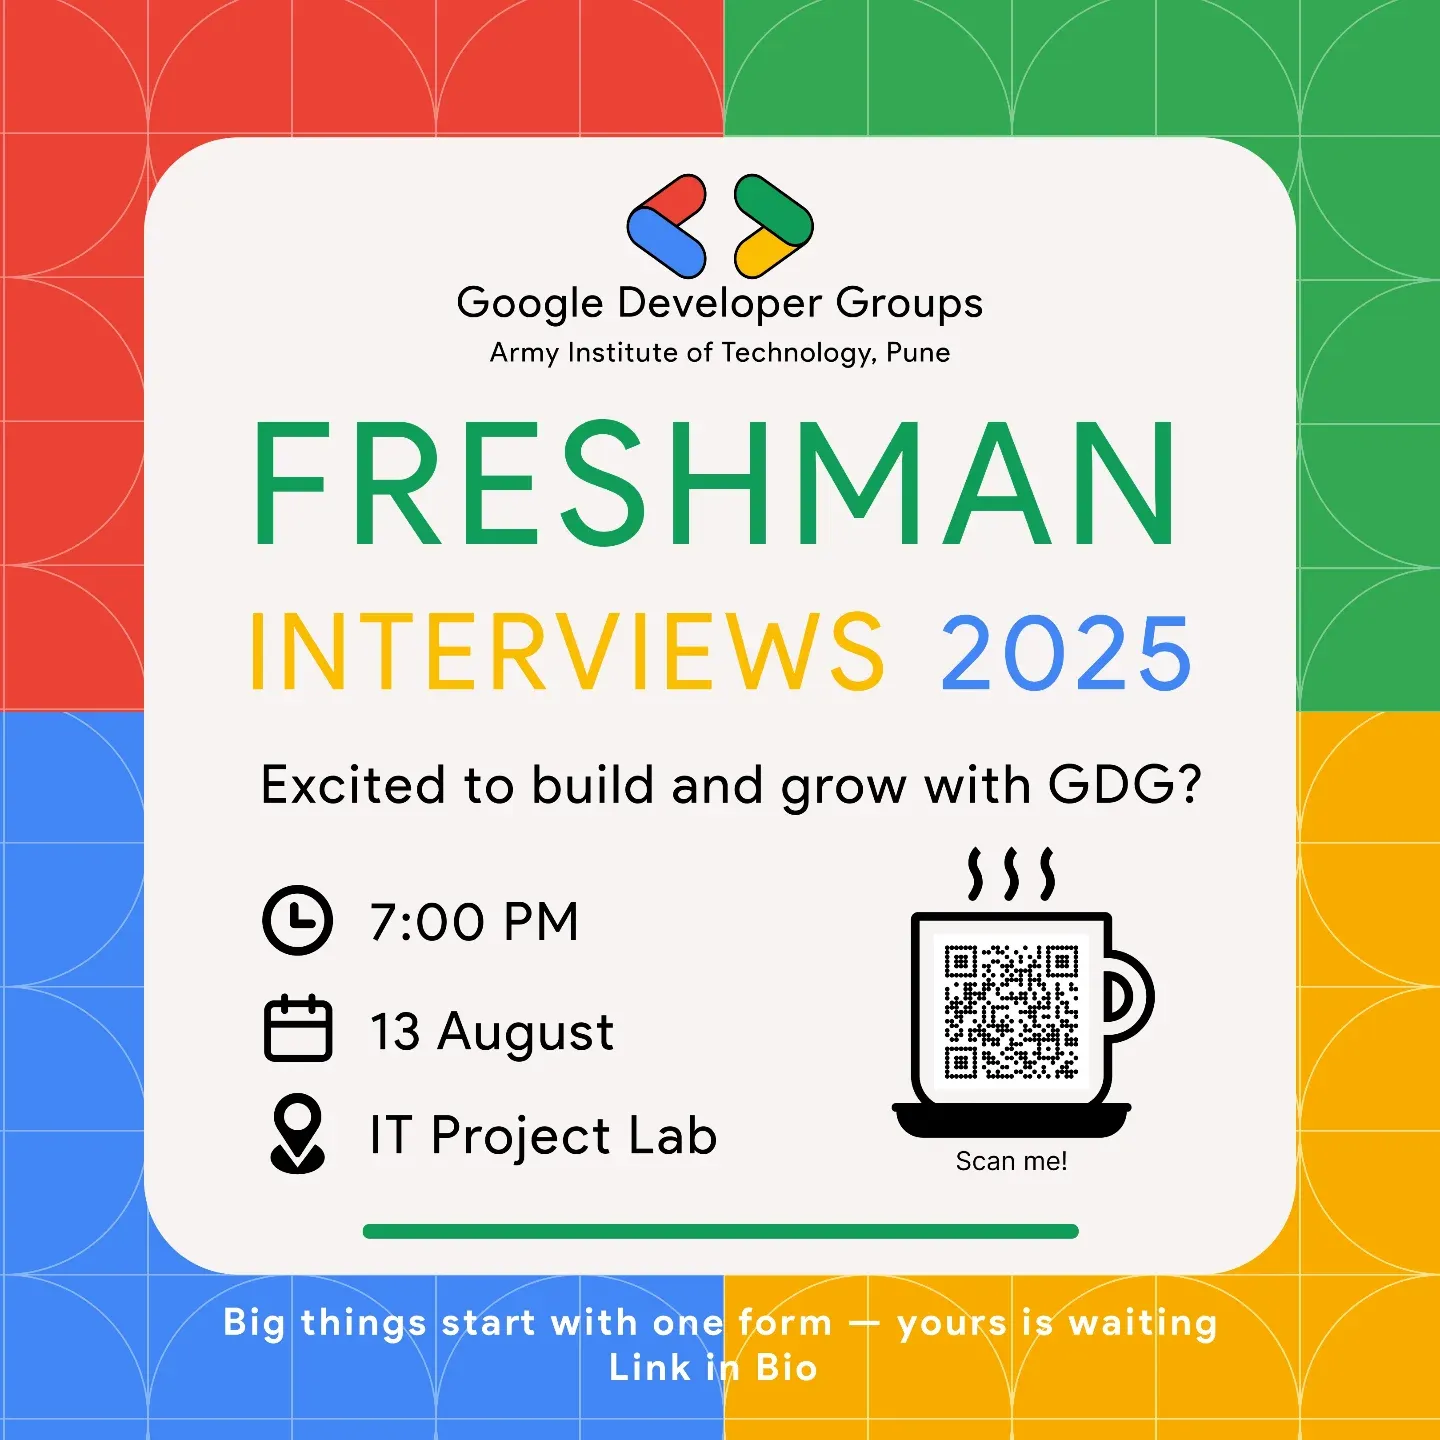 Google Developer Groups
Army Institute of Technology, Pune
FRESHMAN
INTERVIEWS 2025
Excited to build and grow with GDG?
7:00 PM
13 August
IT Project Lab
Scan me!
Big things start with one form — yours is waiting
Link in Bio